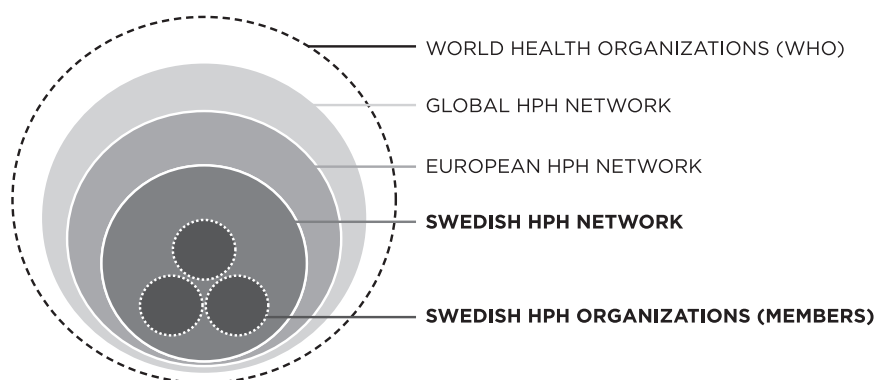 WORLD HEALTH ORGANIZATIONS (WHO)
GLOBAL HPH NETWORK
EUROPEAN HPH NETWORK
SWEDISH HPH NETWORK
SWEDISH HPH ORGANIZATIONS (MEMBERS)